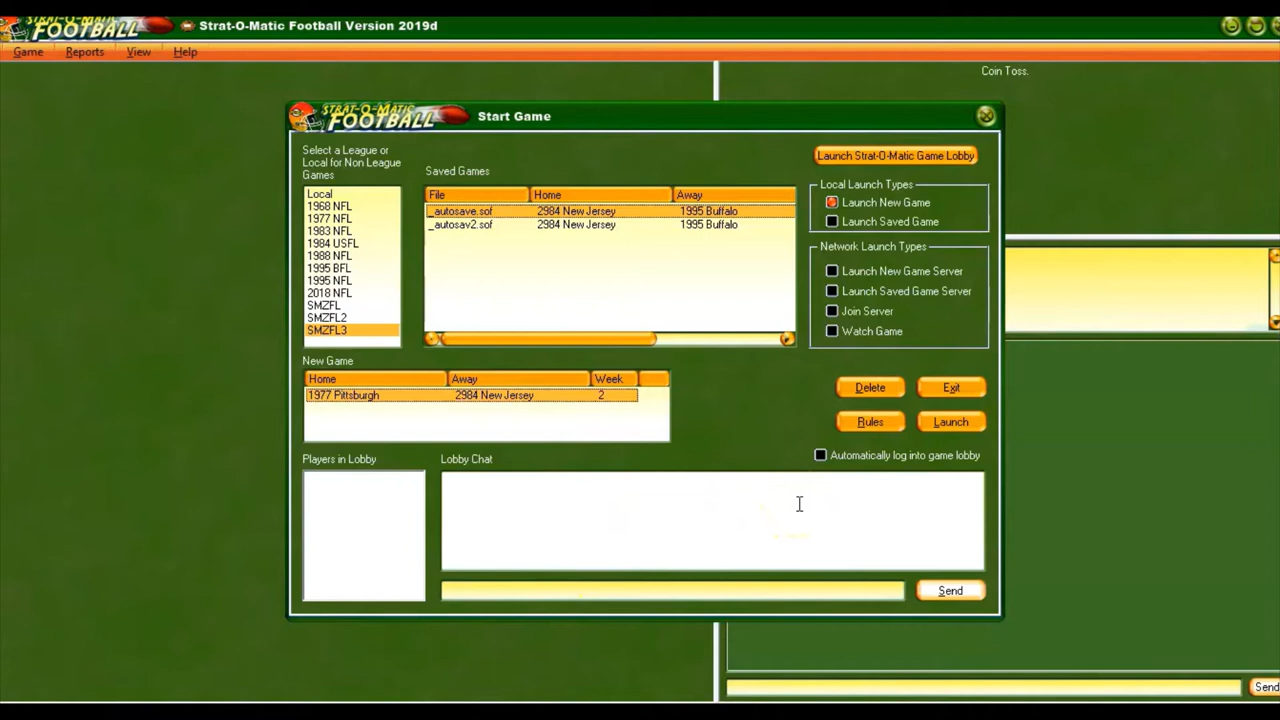 STRAT-O-MATIC
FOOTBALL
Strat-O-Matic Football Version 2019d
Game Reports View Help
Coin Toss.
STRAT-O-MATIC
FOOTBALL
Start Game
Select a League or
Local for Non League
Games
Local
1968 NFL
1977 NFL
1983 NFL
1984 USFL
1988 NFL
1995 BFL
1995 NFL
2018 NFL
SMZFL
SMZFL2
SMZFL3
Saved Games
File Home Away
_autosave.sof 2984 New Jersey 1995 Buffalo
_autosav2.sof 2984 New Jersey 1995 Buffalo
Launch Strat-O-Matic Game Lobby
Local Launch Types
Launch New Game
Launch Saved Game
Network Launch Types
Launch New Game Server
Launch Saved Game Server
Join Server
Watch Game
New Game
Home Away Week
1977 Pittsburgh 2984 New Jersey 2
Delete Exit
Rules Launch
Automatically log into game lobby
Players in Lobby
Lobby Chat
Send
Send